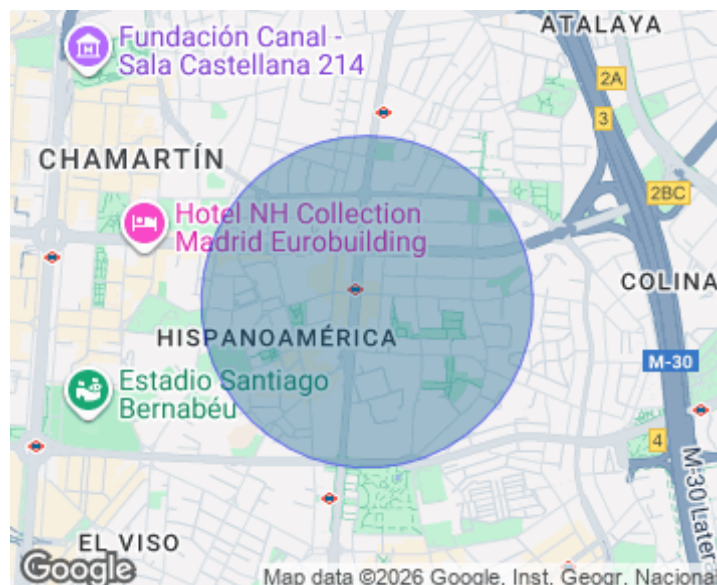 ATALAYA
Fundación Canal -
Sala Castellana 214
2A
3
CHAMARTÍN
2BC
Hotel NH Collection
Madrid Eurobuilding
COLINA
HISPANOAMÉRICA
M-30
Estadio Santiago
Bernabéu
4
M-30 Later
EL VISO
Google
Map data ©2026 Google, Inst. Geogr. Nacional